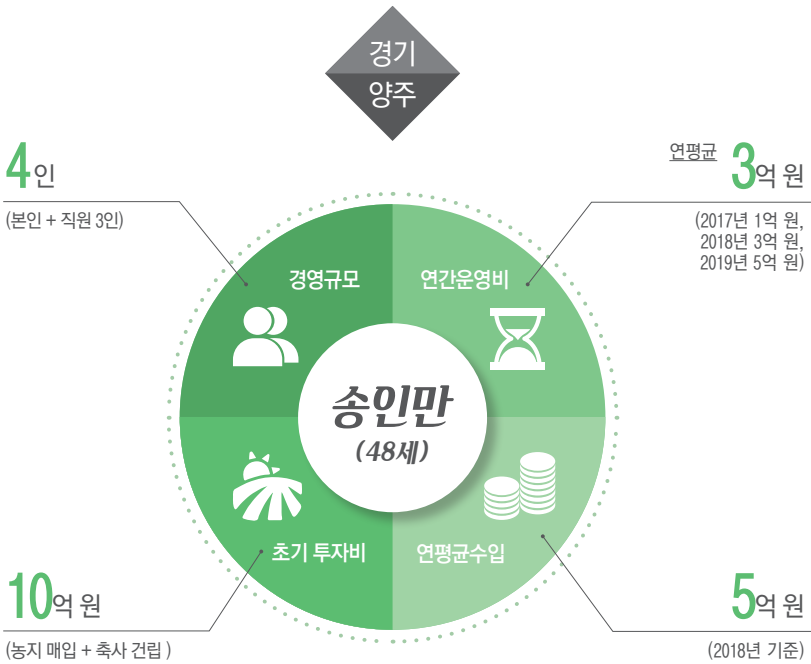 경기
양주
4인
(본인 + 직원 3인)
연평균 3억 원
(2017년 1억 원,
2018년 3억 원,
2019년 5억 원)
경영규모
연간운영비
송인만
(48세)
초기 투자비
연평균수입
10억 원
(농지 매입 + 축사 건립 )
5억 원
(2018년 기준)